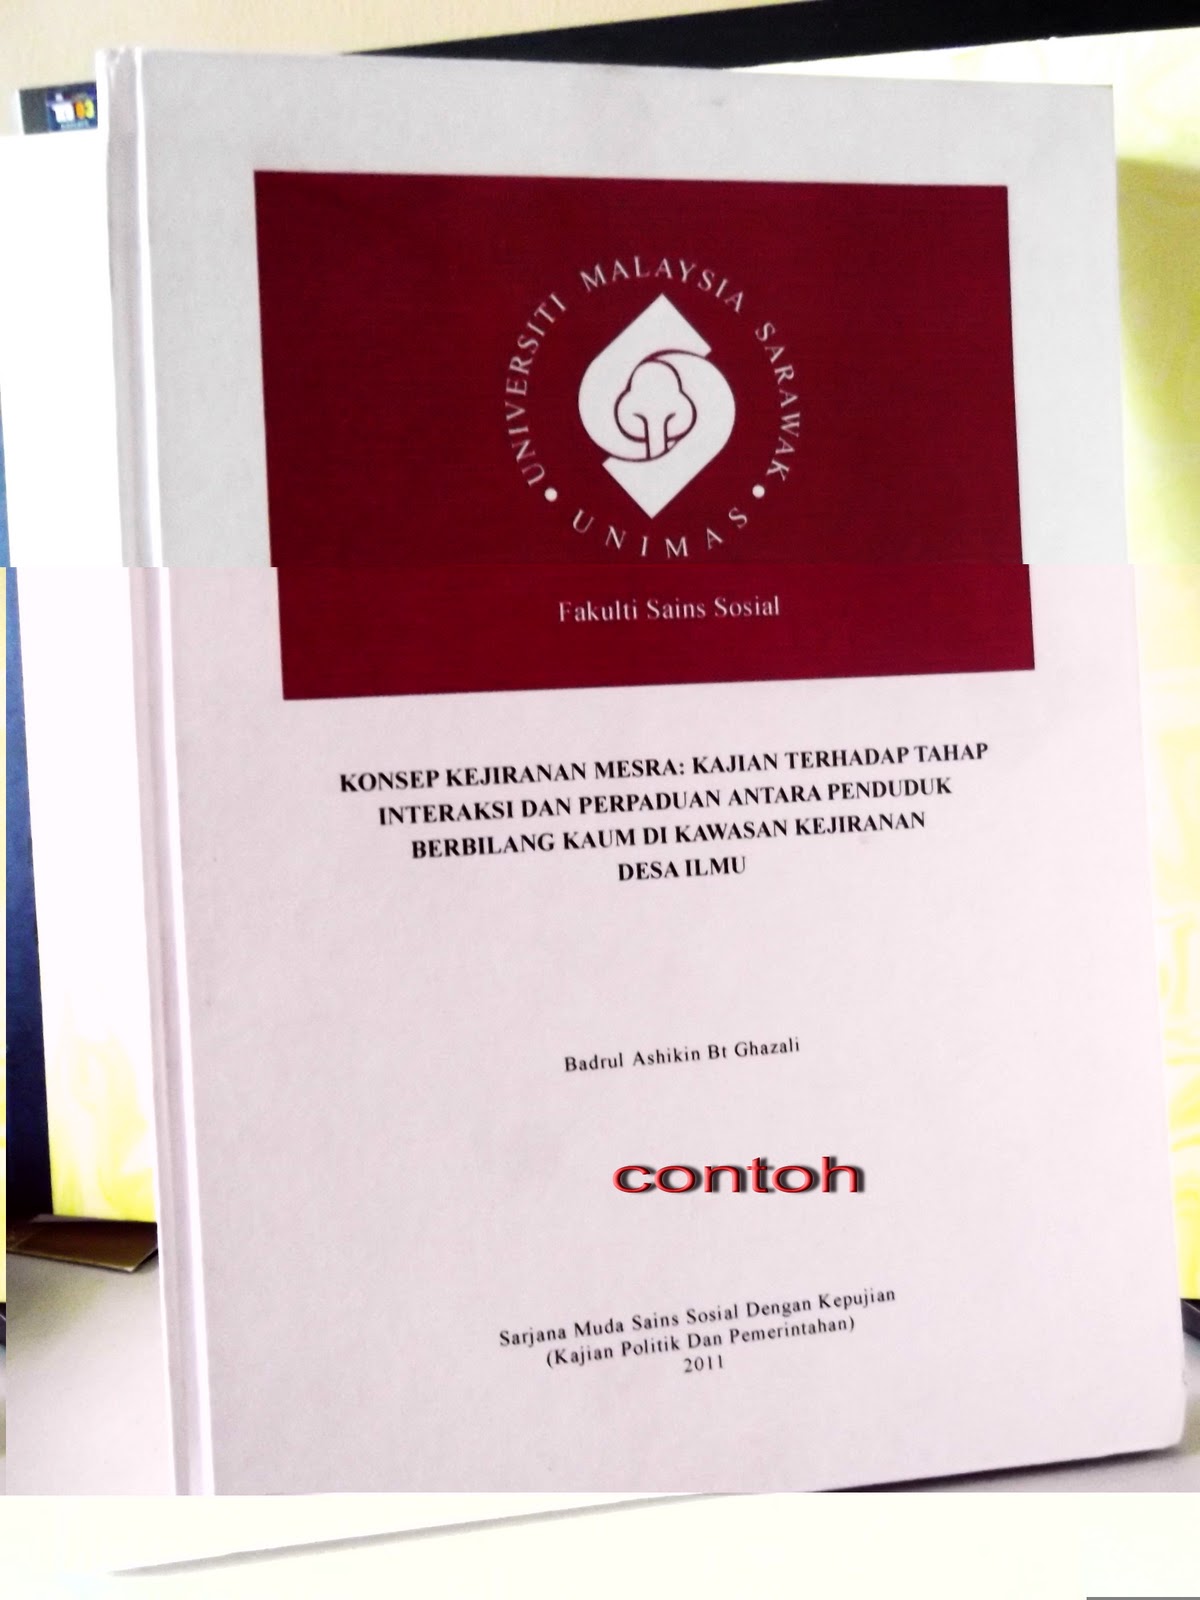 UNIVERSITI MALAYSIA SARAWAK
UNIMAS
Fakulti Sains Sosial
KONSEP KEJIRANAN MESRA: KAJIAN TERHADAP TAHAP
INTERAKSI DAN PERPADUAN ANTARA PENDUDUK
BERBILANG KAUM DI KAWASAN KEJIRANAN
DESA ILMU
Badrul Ashikin Bt Ghazali
contoh
Sarjana Muda Sains Sosial Dengan Kepujian
(Kajian Politik Dan Pemerintahan)
2011